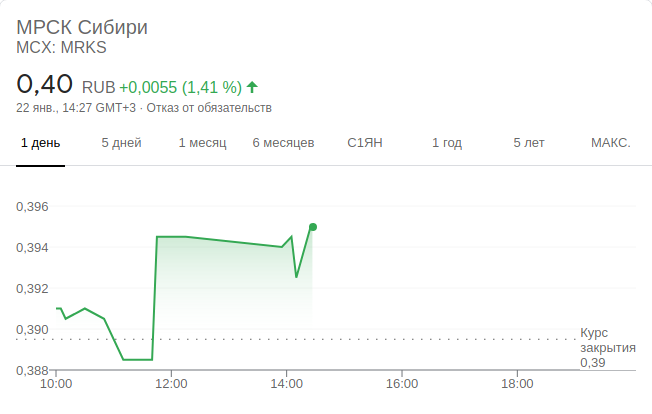 МРСК Сибири
MCX: MRKS
0,40 RUB +0,0055 (1,41 %)
22 янв., 14:27 GMT+3 · Отказ от обязательств
1 день 5 дней 1 месяц 6 месяцев С1ЯН 1 год 5 лет МАКС.
0,396
0,394
0,392
0,390
0,388
Курс
закрытия
0,39
10:00 12:00 14:00 16:00 18:00